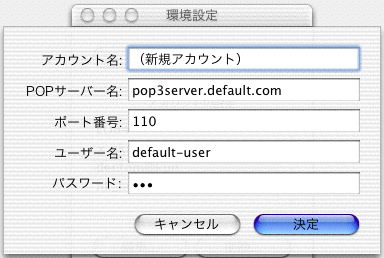 環境設定
アカウント名: （新規アカウント）
POPサーバー名: pop3server.default.com
ポート番号: 110
ユーザー名: default-user
パスワード: •••
キャンセル 決定